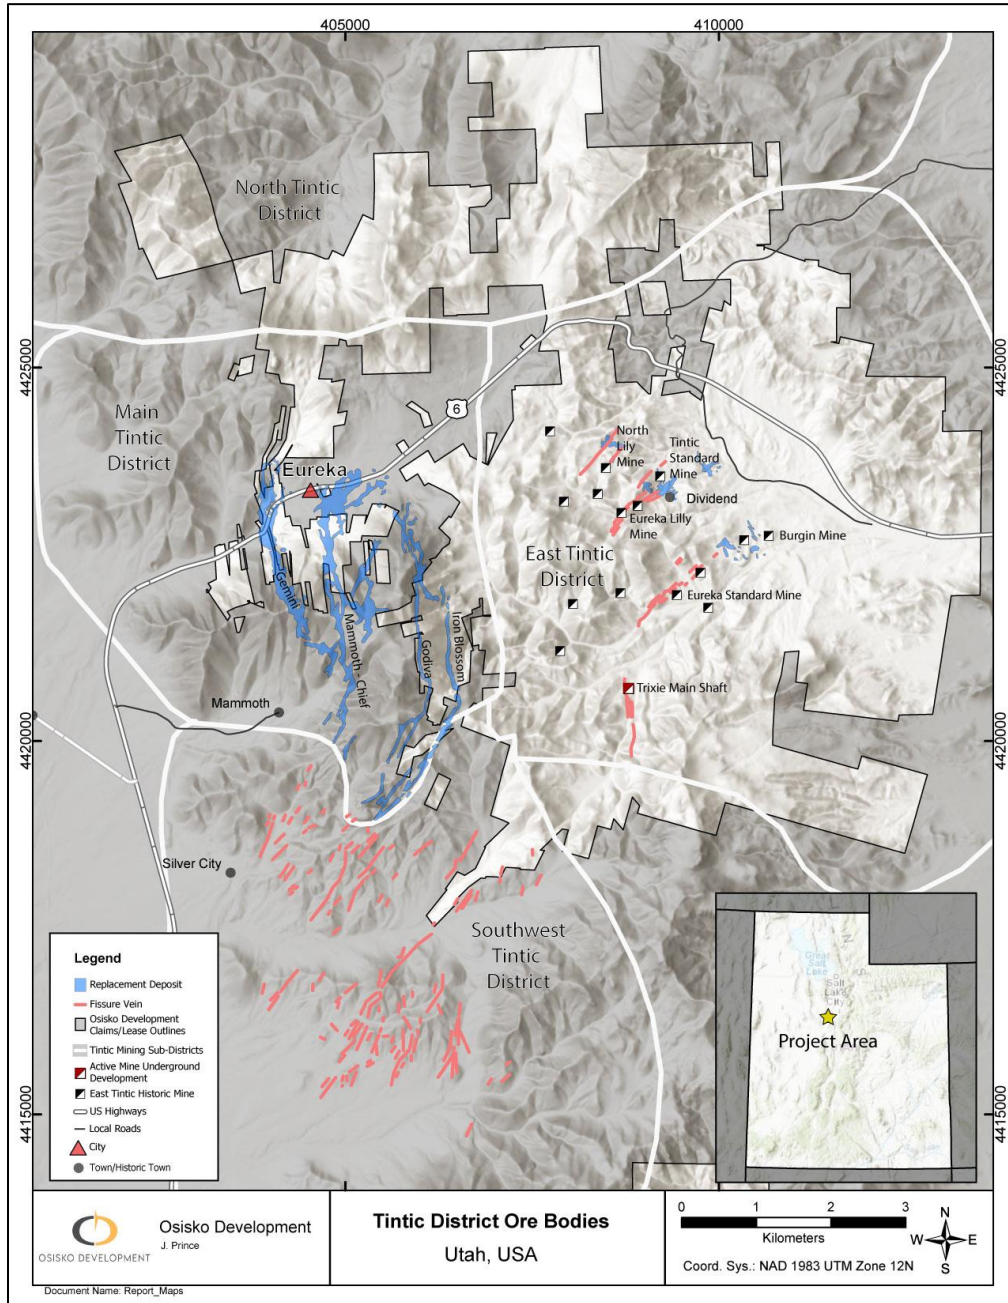 405000
410000
North Tintic
District
4425000
4425000
Main
Tintic
District
6
North
Lily
Mine
Tintic
Standard
Mine
Eureka
Dividend
Eureka Lilly
Mine
Burgin Mine
East Tintic
District
Gemini
Eureka Standard Mine
Mammoth - Chief
Godiva
Iron Blossom
Trixie Main Shaft
Mammoth
4420000
4420000
Silver City
Southwest
Tintic
District
Legend
Replacement Deposit
Fissure Vein
Osisko Development
Claims/Lease Outlines
Tintic Mining Sub-Districts
Active Mine Underground
Development
East Tintic Historic Mine
US Highways
Local Roads
City
Town/Historic Town
Great
Salt
Lake
Salt
Lake
City
Project Area
4415000
4415000
OSISKO DEVELOPMENT
Osisko Development
J. Prince
Tintic District Ore Bodies
Utah, USA
0 1 2 3
Kilometers
N
W E
S
Coord. Sys.: NAD 1983 UTM Zone 12N
Document Name: Report_Maps